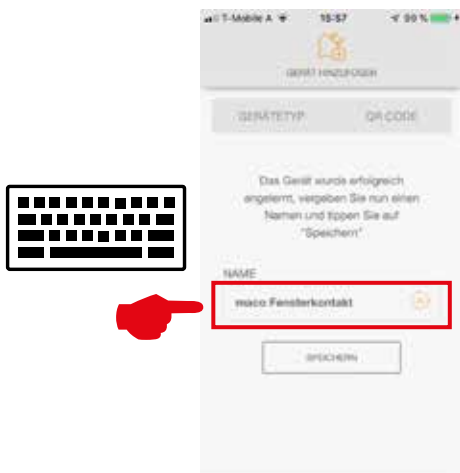 T-Mobile A 15:57 99 %
GERÄT HINZUFÜGEN
GERÄTETYP QR CODE
Das Gerät wurde erfolgreich
angelernt, vergeben Sie nun einen
Namen und tippen Sie auf
"Speichern"
NAME
maco Fensterkontakt
SPEICHERN